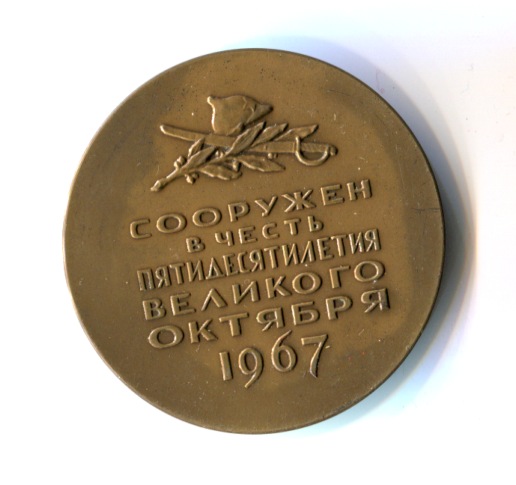 СООРУЖЕН
В ЧЕСТЬ
ПЯТИДЕСЯТИЛЕТИЯ
ВЕЛИКОГО
ОКТЯБРЯ
1967